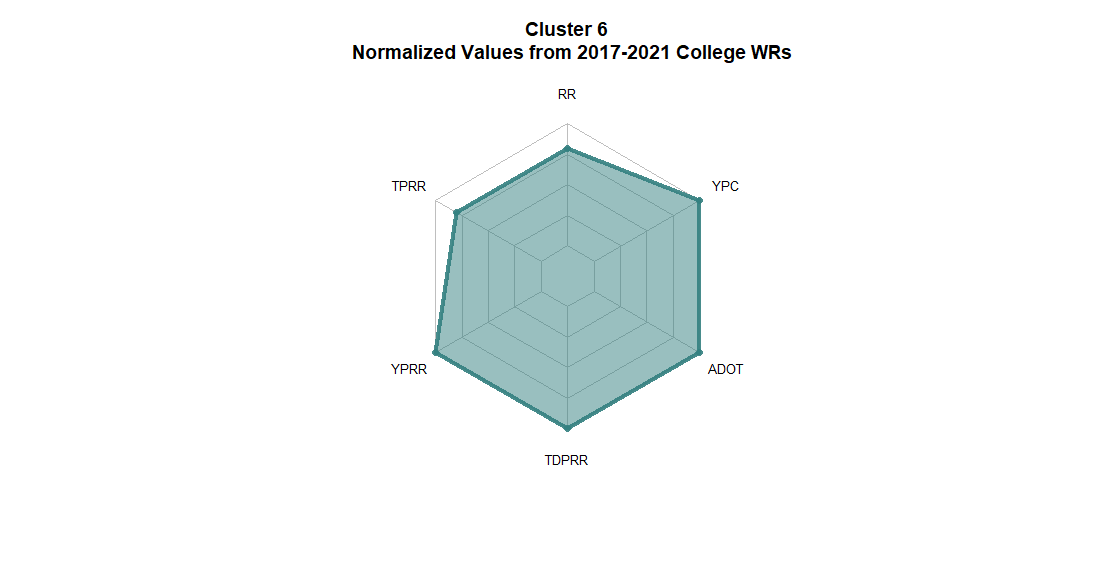 Cluster 6
Normalized Values from 2017-2021 College WRs
RR
TPRR
YPC
YPRR
ADOT
TDPRR